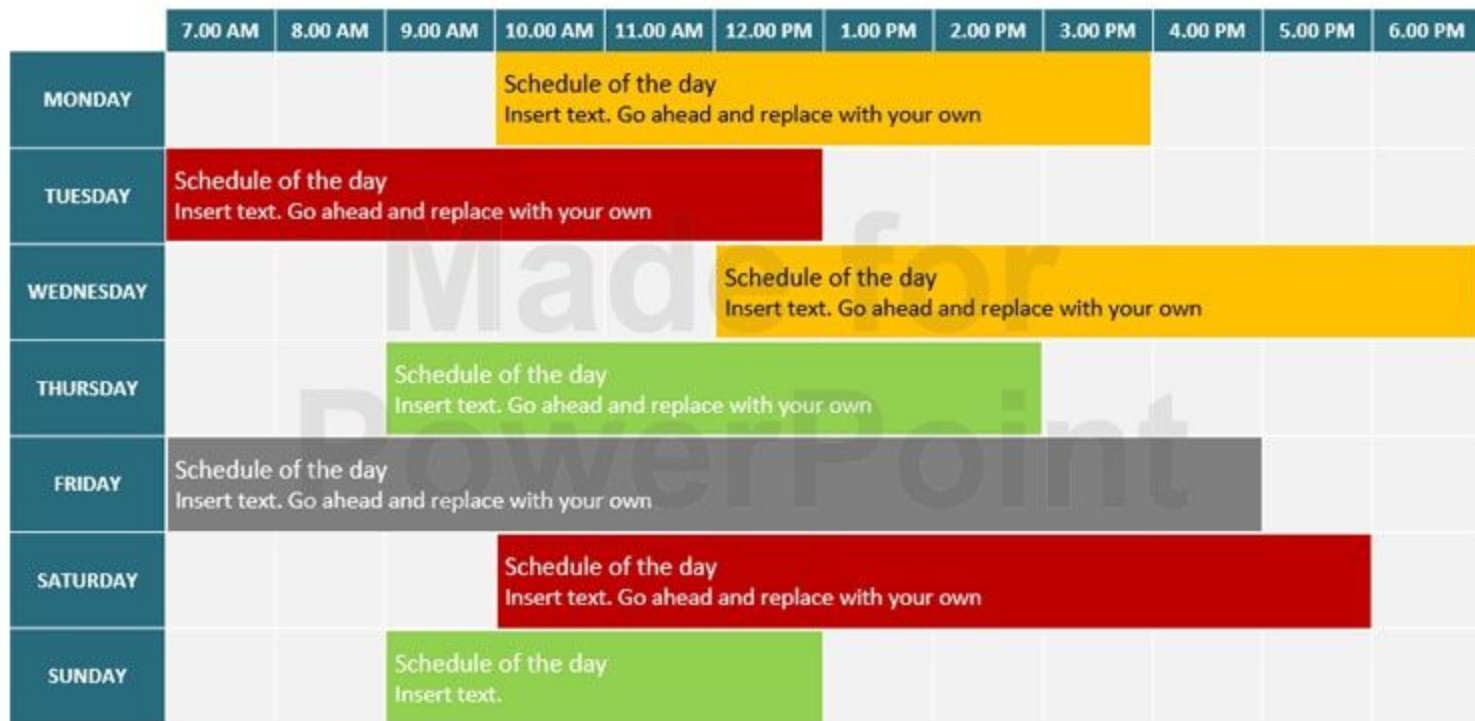 7.00 AM 8.00 AM 9.00 AM 10.00 AM 11.00 AM 12.00 PM 1.00 PM 2.00 PM 3.00 PM 4.00 PM 5.00 PM 6.00 PM
MONDAY
Schedule of the day
Insert text. Go ahead and replace with your own
TUESDAY
Schedule of the day
Insert text. Go ahead and replace with your own
WEDNESDAY
Schedule of the day
Insert text. Go ahead and replace with your own
THURSDAY
Schedule of the day
Insert text. Go ahead and replace with your own
FRIDAY
Schedule of the day
Insert text. Go ahead and replace with your own
SATURDAY
Schedule of the day
Insert text. Go ahead and replace with your own
SUNDAY
Schedule of the day
Insert text.
Made for
PowerPoint